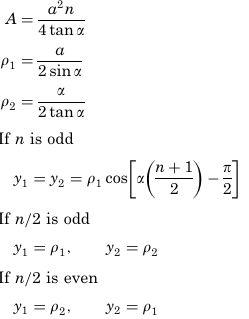 A = a²n / 4 tan α
ρ₁ = a / 2 sin α
ρ₂ = α / 2 tan α
If n is odd
y₁ = y₂ = ρ₁ cos[α((n + 1)/2) − π/2]
If n/2 is odd
y₁ = ρ₁, y₂ = ρ₂
If n/2 is even
y₁ = ρ₂, y₂ = ρ₁